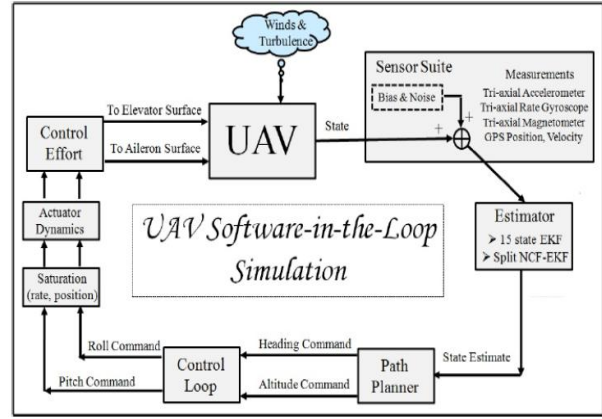 Winds &
Turbulence
Sensor Suite
Measurements
Bias & Noise
Tri-axial Accelerometer
Tri-axial Rate Gyroscope
Tri-axial Magnetometer
GPS Position, Velocity
+
+
To Elevator Surface
Control
Effort
To Aileron Surface
UAV
State
Actuator
Dynamics
UAV Software-in-the-Loop
Simulation
Estimator
➢ 15 state EKF
➢ Split NCF-EKF
Saturation
(rate, position)
Roll Command
Pitch Command
Control
Loop
Heading Command
Altitude Command
Path
Planner
State Estimate